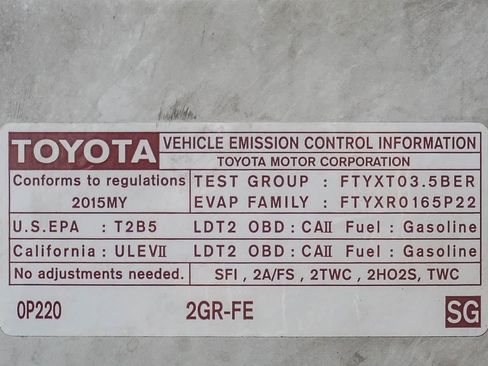 TOYOTA VEHICLE EMISSION CONTROL INFORMATION
TOYOTA MOTOR CORPORATION
Conforms to regulations TEST GROUP : FTYXT03.5BER
2015MY EVAP FAMILY : FTYXR0165P22
U.S.EPA : T2B5 LDT2 OBD : CAII Fuel : Gasoline
California : ULEVII LDT2 OBD : CAII Fuel : Gasoline
No adjustments needed. SFI , 2A/FS , 2TWC , 2HO2S, TWC
0P220 2GR-FE SG